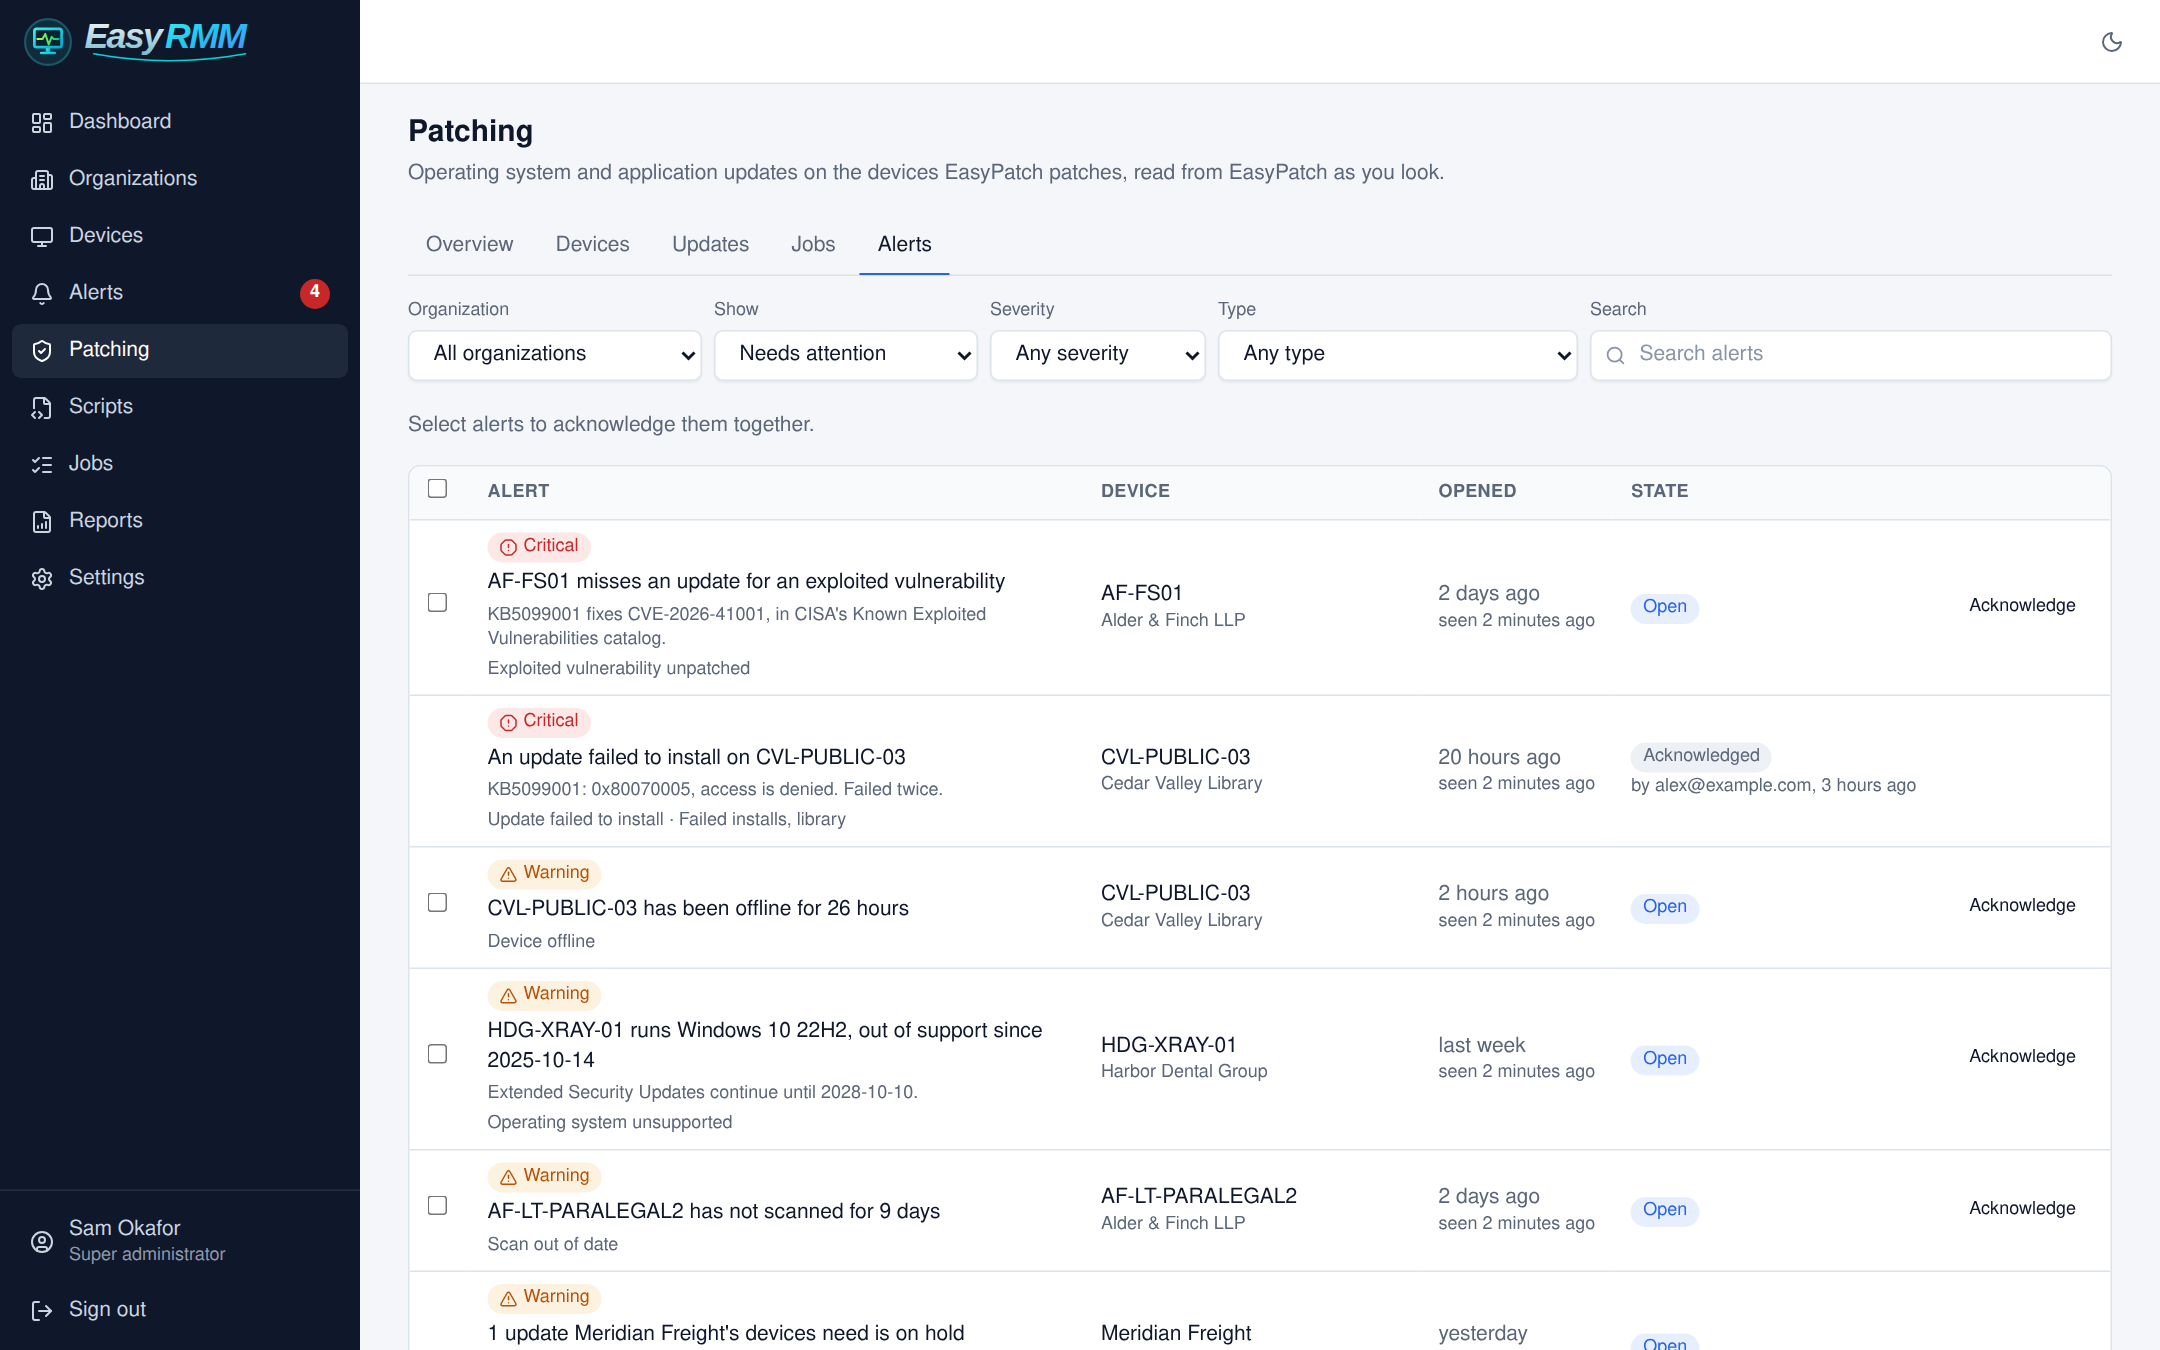 EasyRMM
Dashboard
Organizations
Devices
Alerts
4
Patching
Scripts
Jobs
Reports
Settings
Sam Okafor
Super administrator
Sign out
Patching
Operating system and application updates on the devices EasyPatch patches, read from EasyPatch as you look.
Overview
Devices
Updates
Jobs
Alerts
Organization
Show
Severity
Type
Search
All organizations
Needs attention
Any severity
Any type
Search alerts
Select alerts to acknowledge them together.
ALERT
DEVICE
OPENED
STATE
Critical
AF-FS01 misses an update for an exploited vulnerability
KB5099001 fixes CVE-2026-41001, in CISA's Known Exploited
Vulnerabilities catalog.
Exploited vulnerability unpatched
AF-FS01
Alder & Finch LLP
2 days ago
seen 2 minutes ago
Open
Acknowledge
Critical
An update failed to install on CVL-PUBLIC-03
KB5099001: 0x80070005, access is denied. Failed twice.
Update failed to install · Failed installs, library
CVL-PUBLIC-03
Cedar Valley Library
20 hours ago
seen 2 minutes ago
Acknowledged
by alex@example.com, 3 hours ago
Warning
CVL-PUBLIC-03 has been offline for 26 hours
Device offline
CVL-PUBLIC-03
Cedar Valley Library
2 hours ago
seen 2 minutes ago
Open
Acknowledge
Warning
HDG-XRAY-01 runs Windows 10 22H2, out of support since
2025-10-14
Extended Security Updates continue until 2028-10-10.
Operating system unsupported
HDG-XRAY-01
Harbor Dental Group
last week
seen 2 minutes ago
Open
Acknowledge
Warning
AF-LT-PARALEGAL2 has not scanned for 9 days
Scan out of date
AF-LT-PARALEGAL2
Alder & Finch LLP
2 days ago
seen 2 minutes ago
Open
Acknowledge
Warning
1 update Meridian Freight's devices need is on hold
Meridian Freight
yesterday
Open